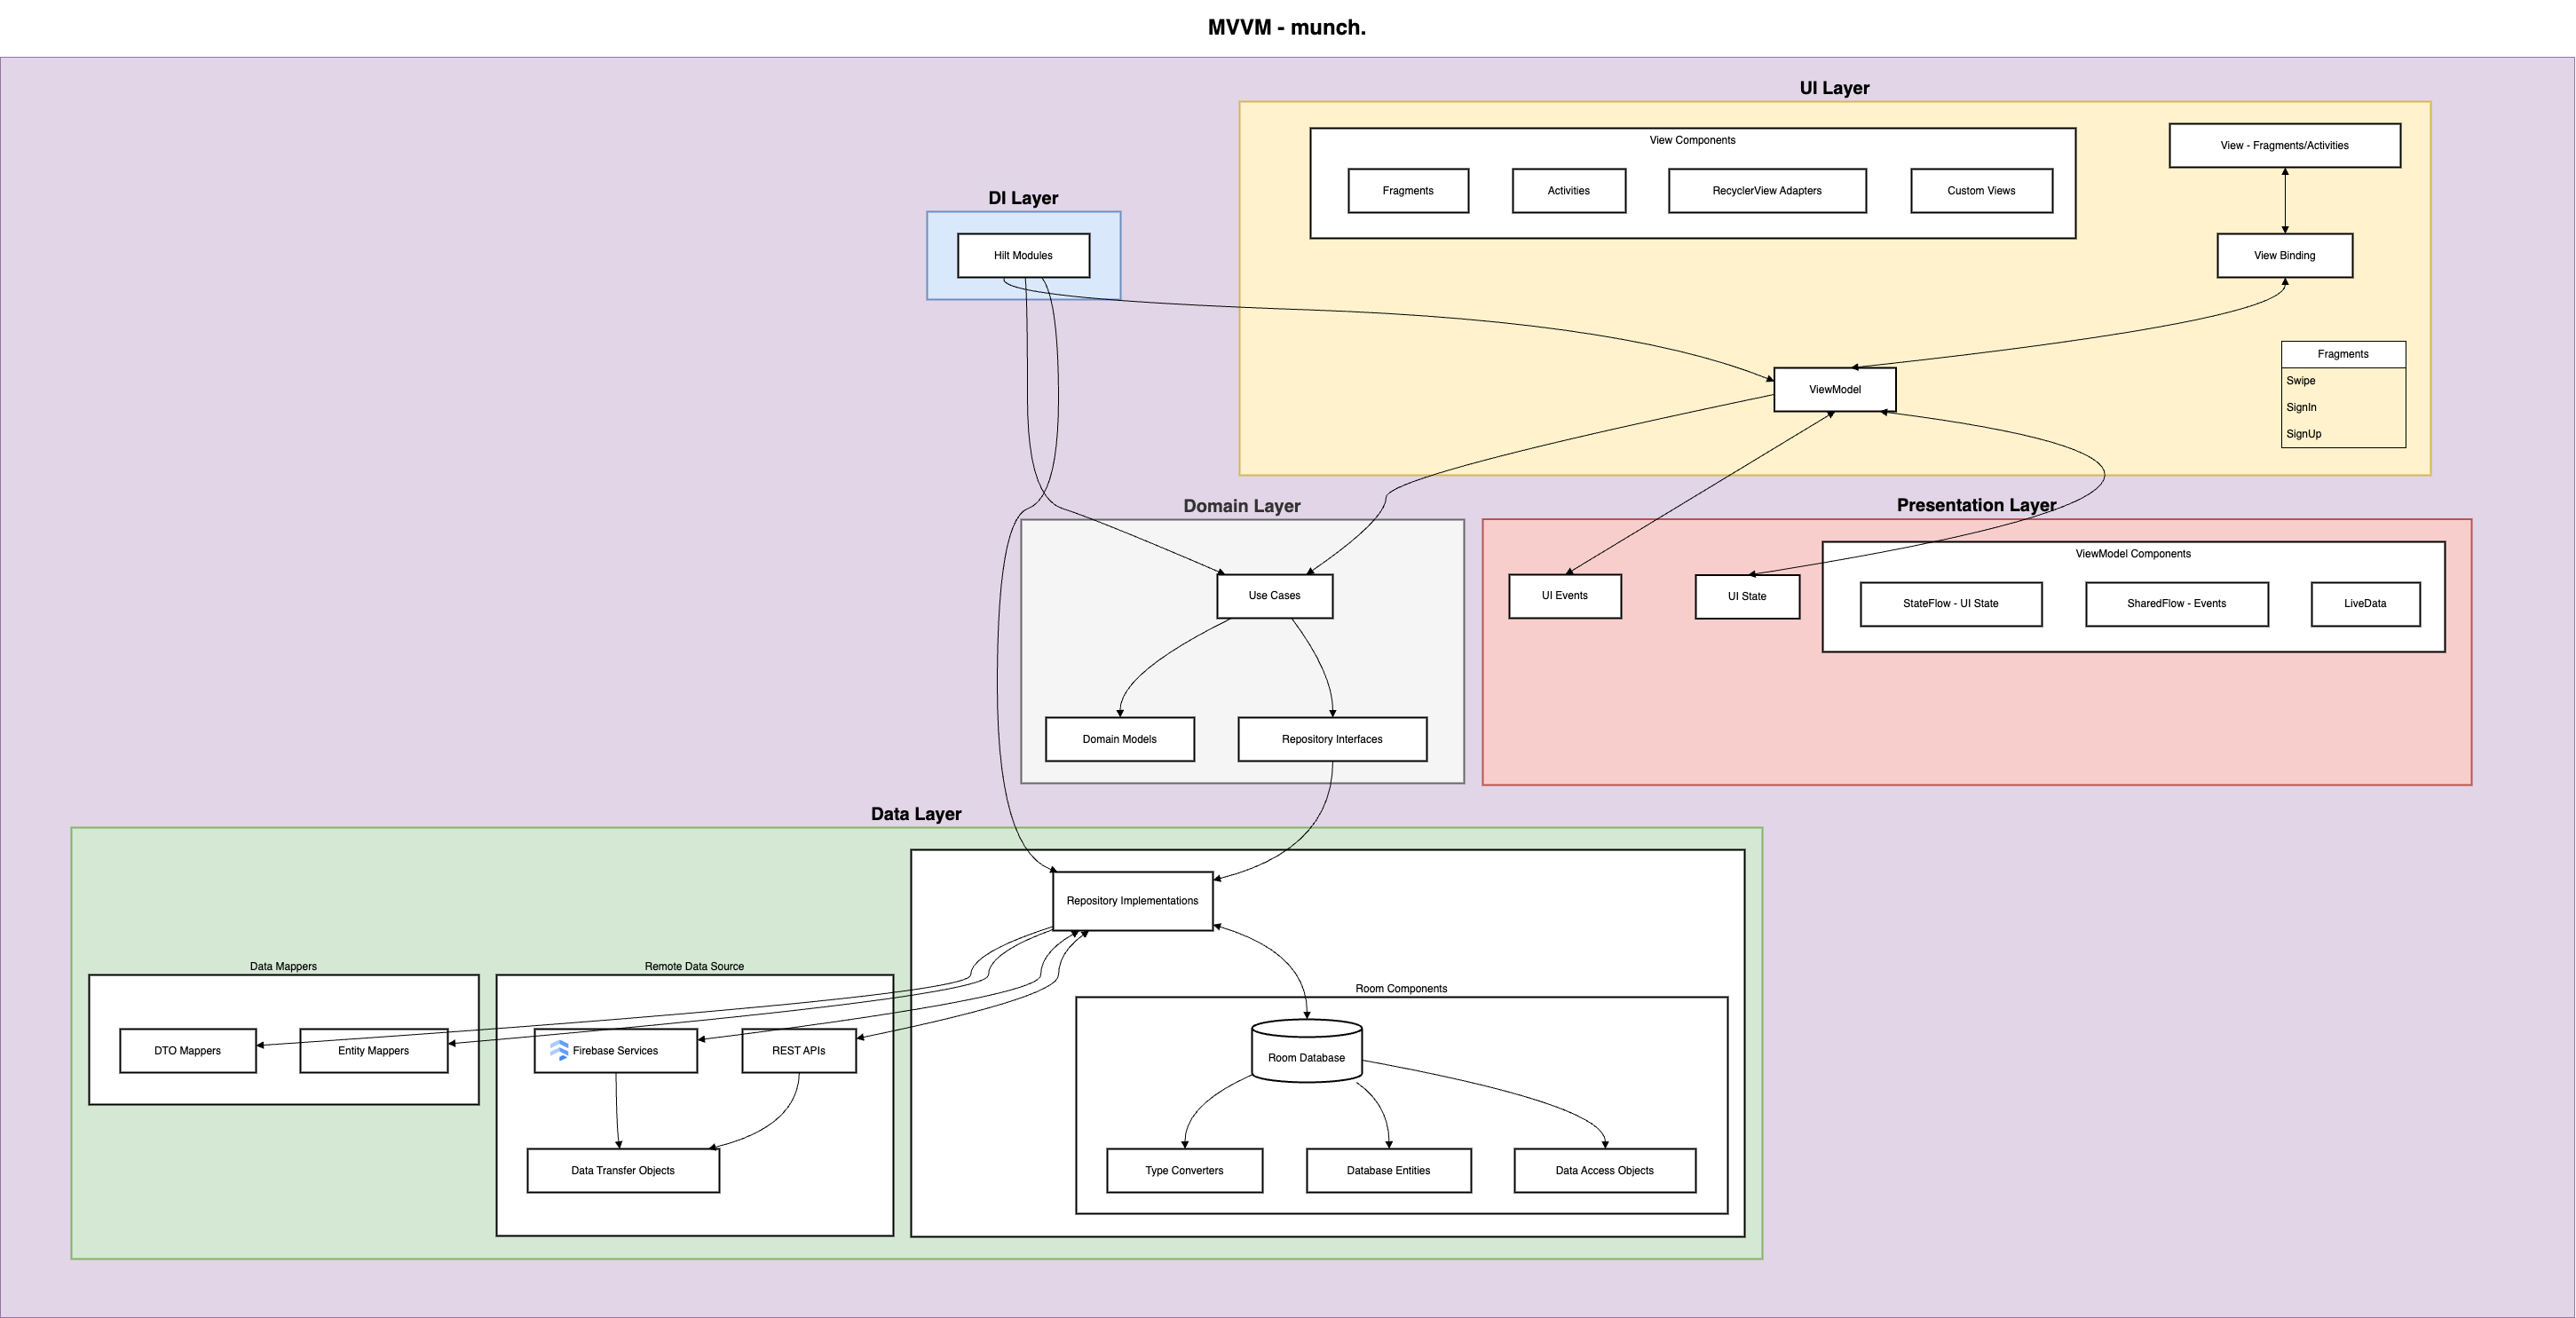 MVVM - munch.
UI Layer
View Components
Fragments
Activities
RecyclerView Adapters
Custom Views
View - Fragments/Activities
View Binding
DI Layer
Hilt Modules
ViewModel
Fragments
Swipe
SignIn
SignUp
Domain Layer
Use Cases
Domain Models
Repository Interfaces
Presentation Layer
UI Events
UI State
ViewModel Components
StateFlow - UI State
SharedFlow - Events
LiveData
Data Layer
Repository Implementations
Data Mappers
DTO Mappers
Entity Mappers
Remote Data Source
Firebase Services
REST APIs
Data Transfer Objects
Room Components
Room Database
Type Converters
Database Entities
Data Access Objects